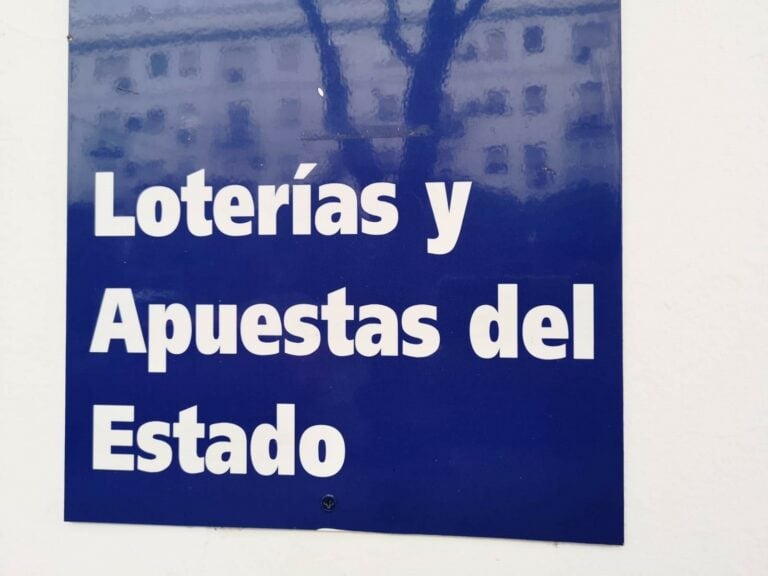 Loterías y
Apuestas del
Estado